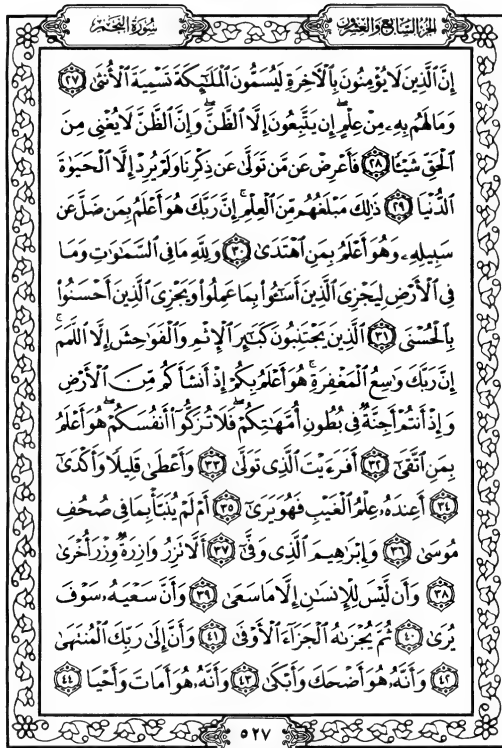 الجزء السابع والعشرون سورة النجم
إِنَّ ٱلَّذِينَ لَا يُؤْمِنُونَ بِٱلْأٓخِرَةِ لَيُسَمُّونَ ٱلْمَلَٰٓئِكَةَ تَسْمِيَةَ ٱلْأُنثَىٰ ٢٧
وَمَا لَهُم بِهِۦ مِنْ عِلْمٍ ۖ إِن يَتَّبِعُونَ إِلَّا ٱلظَّنَّ ۖ وَإِنَّ ٱلظَّنَّ لَا يُغْنِى مِنَ
ٱلْحَقِّ شَيْـًٔا ٢٨ فَأَعْرِضْ عَن مَّن تَوَلَّىٰ عَن ذِكْرِنَا وَلَمْ يُرِدْ إِلَّا ٱلْحَيَوٰةَ
ٱلدُّنْيَا ٢٩ ذَٰلِكَ مَبْلَغُهُم مِّنَ ٱلْعِلْمِ ۚ إِنَّ رَبَّكَ هُوَ أَعْلَمُ بِمَن ضَلَّ عَن
سَبِيلِهِۦ وَهُوَ أَعْلَمُ بِمَنِ ٱهْتَدَىٰ ٣٠ وَلِلَّهِ مَا فِى ٱلسَّمَٰوَٰتِ وَمَا
فِى ٱلْأَرْضِ لِيَجْزِىَ ٱلَّذِينَ أَسَٰٓـُٔوا۟ بِمَا عَمِلُوا۟ وَيَجْزِىَ ٱلَّذِينَ أَحْسَنُوا۟
بِٱلْحُسْنَى ٣١ ٱلَّذِينَ يَجْتَنِبُونَ كَبَٰٓئِرَ ٱلْإِثْمِ وَٱلْفَوَٰحِشَ إِلَّا ٱللَّمَمَ ۚ
إِنَّ رَبَّكَ وَٰسِعُ ٱلْمَغْفِرَةِ ۚ هُوَ أَعْلَمُ بِكُمْ إِذْ أَنشَأَكُم مِّنَ ٱلْأَرْضِ
وَإِذْ أَنتُمْ أَجِنَّةٌ فِى بُطُونِ أُمَّهَٰتِكُمْ ۖ فَلَا تُزَكُّوٓا۟ أَنفُسَكُمْ ۖ هُوَ أَعْلَمُ
بِمَنِ ٱتَّقَىٰٓ ٣٢ أَفَرَءَيْتَ ٱلَّذِى تَوَلَّىٰ ٣٣ وَأَعْطَىٰ قَلِيلًا وَأَكْدَىٰٓ
٣٤ أَعِندَهُۥ عِلْمُ ٱلْغَيْبِ فَهُوَ يَرَىٰٓ ٣٥ أَمْ لَمْ يُنَبَّأْ بِمَا فِى صُحُفِ
مُوسَىٰ ٣٦ وَإِبْرَٰهِيمَ ٱلَّذِى وَفَّىٰٓ ٣٧ أَلَّا تَزِرُ وَازِرَةٌ وِزْرَ أُخْرَىٰ
٣٨ وَأَن لَّيْسَ لِلْإِنسَٰنِ إِلَّا مَا سَعَىٰ ٣٩ وَأَنَّ سَعْيَهُۥ سَوْفَ
يُرَىٰ ٤٠ ثُمَّ يُجْزَىٰهُ ٱلْجَزَآءَ ٱلْأَوْفَىٰ ٤١ وَأَنَّ إِلَىٰ رَبِّكَ ٱلْمُنتَهَىٰ
٤٢ وَأَنَّهُۥ هُوَ أَضْحَكَ وَأَبْكَىٰ ٤٣ وَأَنَّهُۥ هُوَ أَمَاتَ وَأَحْيَا ٤٤
٥٢٧